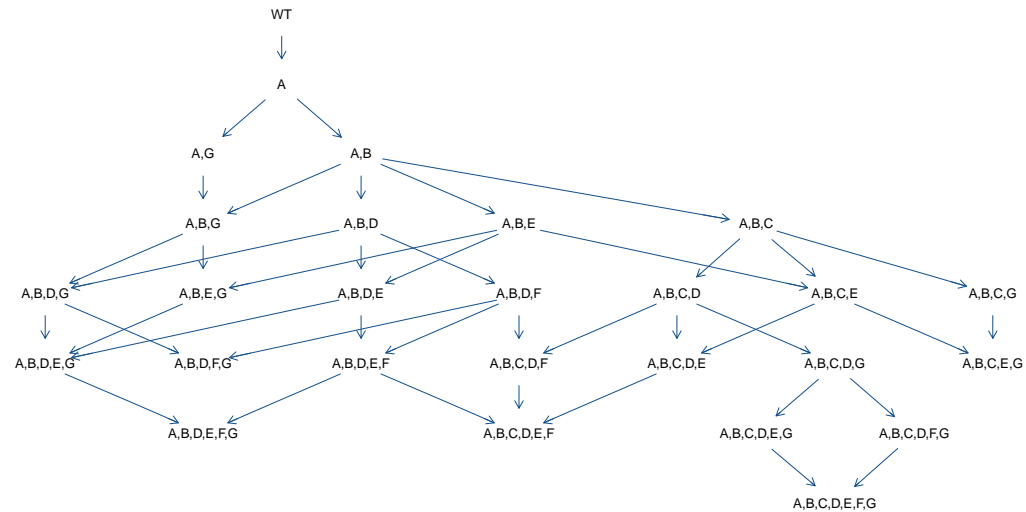 WT
A
A,G A,B
A,B,G A,B,D A,B,E A,B,C
A,B,D,G A,B,E,G A,B,D,E A,B,D,F A,B,C,D A,B,C,E A,B,C,G
A,B,D,E,G A,B,D,F,G A,B,D,E,F A,B,C,D,F A,B,C,D,E A,B,C,D,G A,B,C,E,G
A,B,D,E,F,G A,B,C,D,E,F A,B,C,D,E,G A,B,C,D,F,G
A,B,C,D,E,F,G